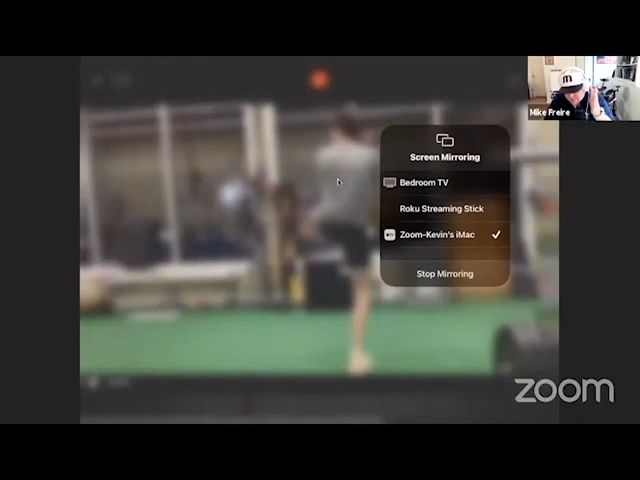 Mike Freire
Screen Mirroring
Bedroom TV
Roku Streaming Stick
Zoom-Kevin's iMac
Stop Mirroring
zoom